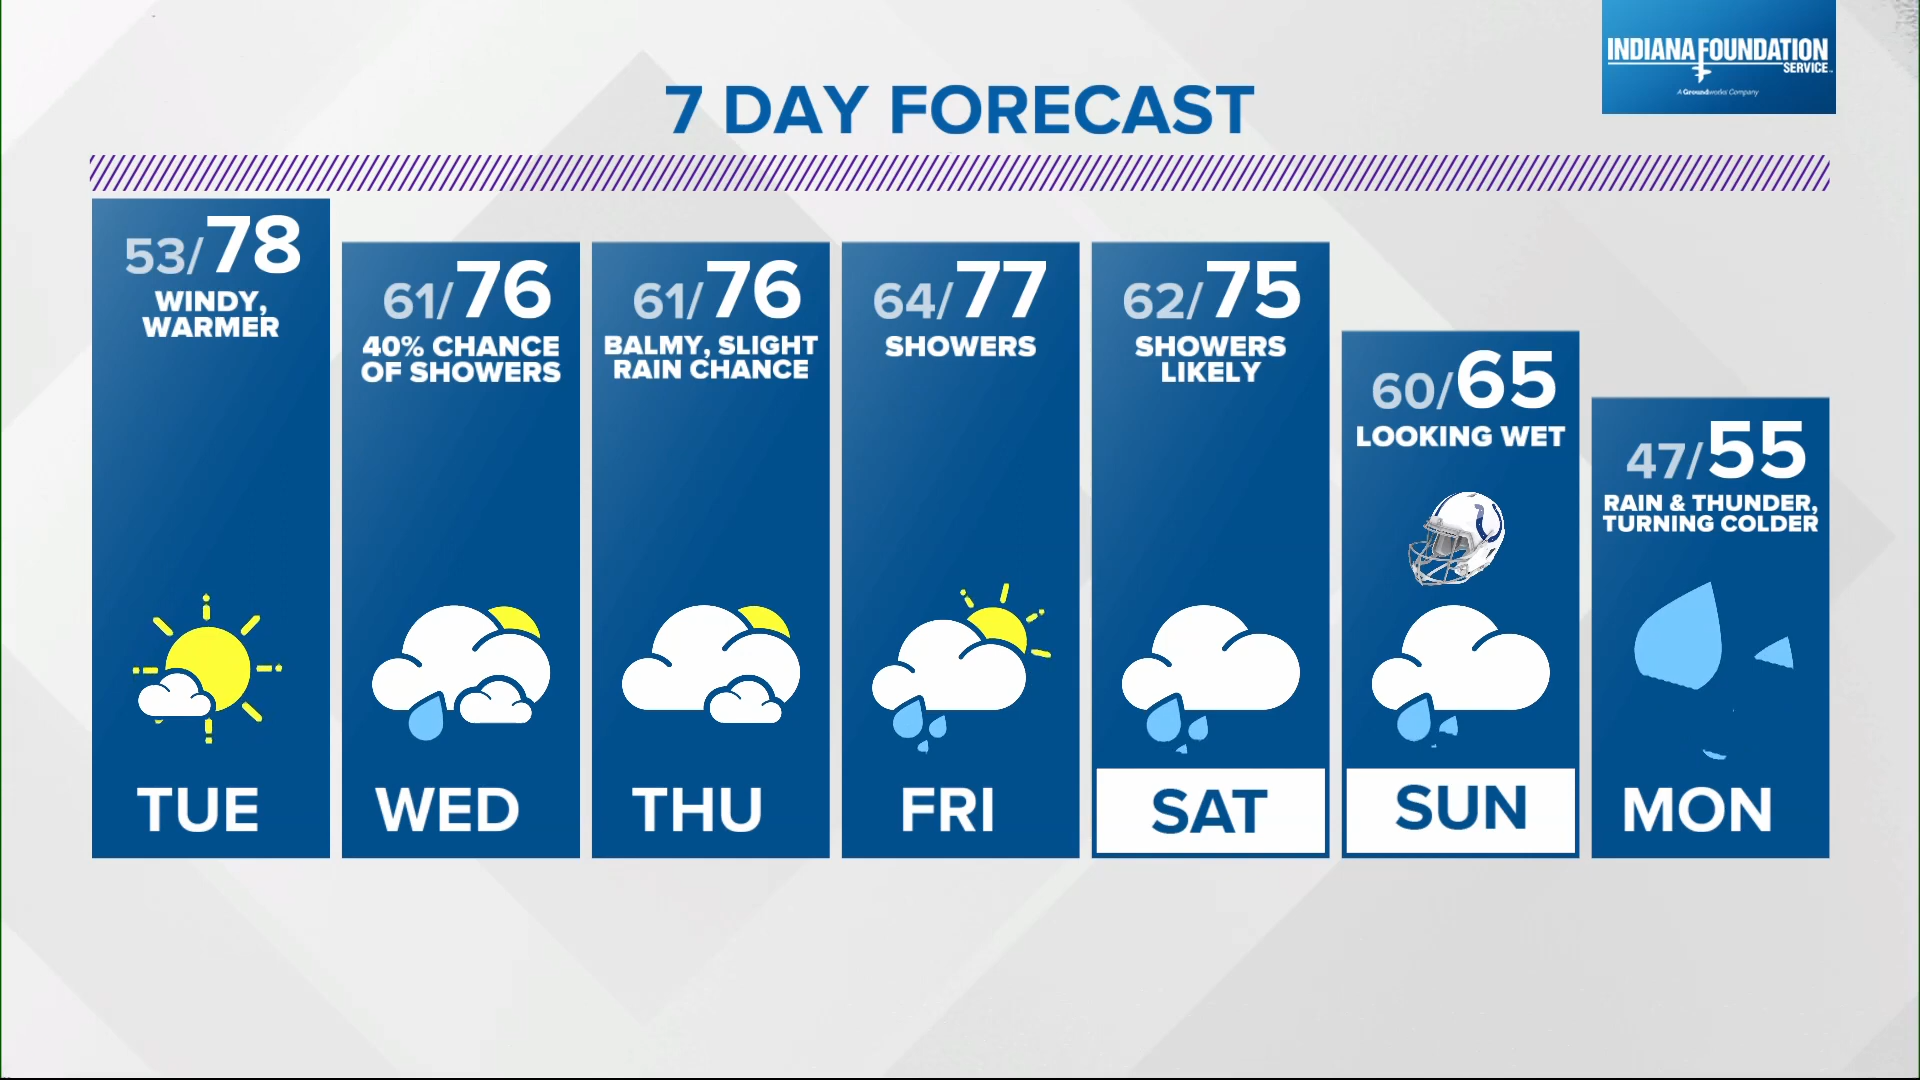 INDIANA FOUNDATION
SERVICE
A Groundworks Company
7 DAY FORECAST
53/78
WINDY,
WARMER
TUE
61/76
40% CHANCE
OF SHOWERS
WED
61/76
BALMY, SLIGHT
RAIN CHANCE
THU
64/77
SHOWERS
FRI
62/75
SHOWERS
LIKELY
SAT
60/65
LOOKING WET
SUN
47/55
RAIN & THUNDER,
TURNING COLDER
MON